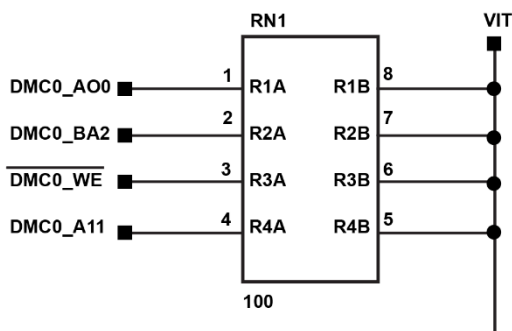 RN1 VIT
DMC0_AO0 1 R1A R1B 8
DMC0_BA2 2 R2A R2B 7
DMC0_WE 3 R3A R3B 6
DMC0_A11 4 R4A R4B 5
100